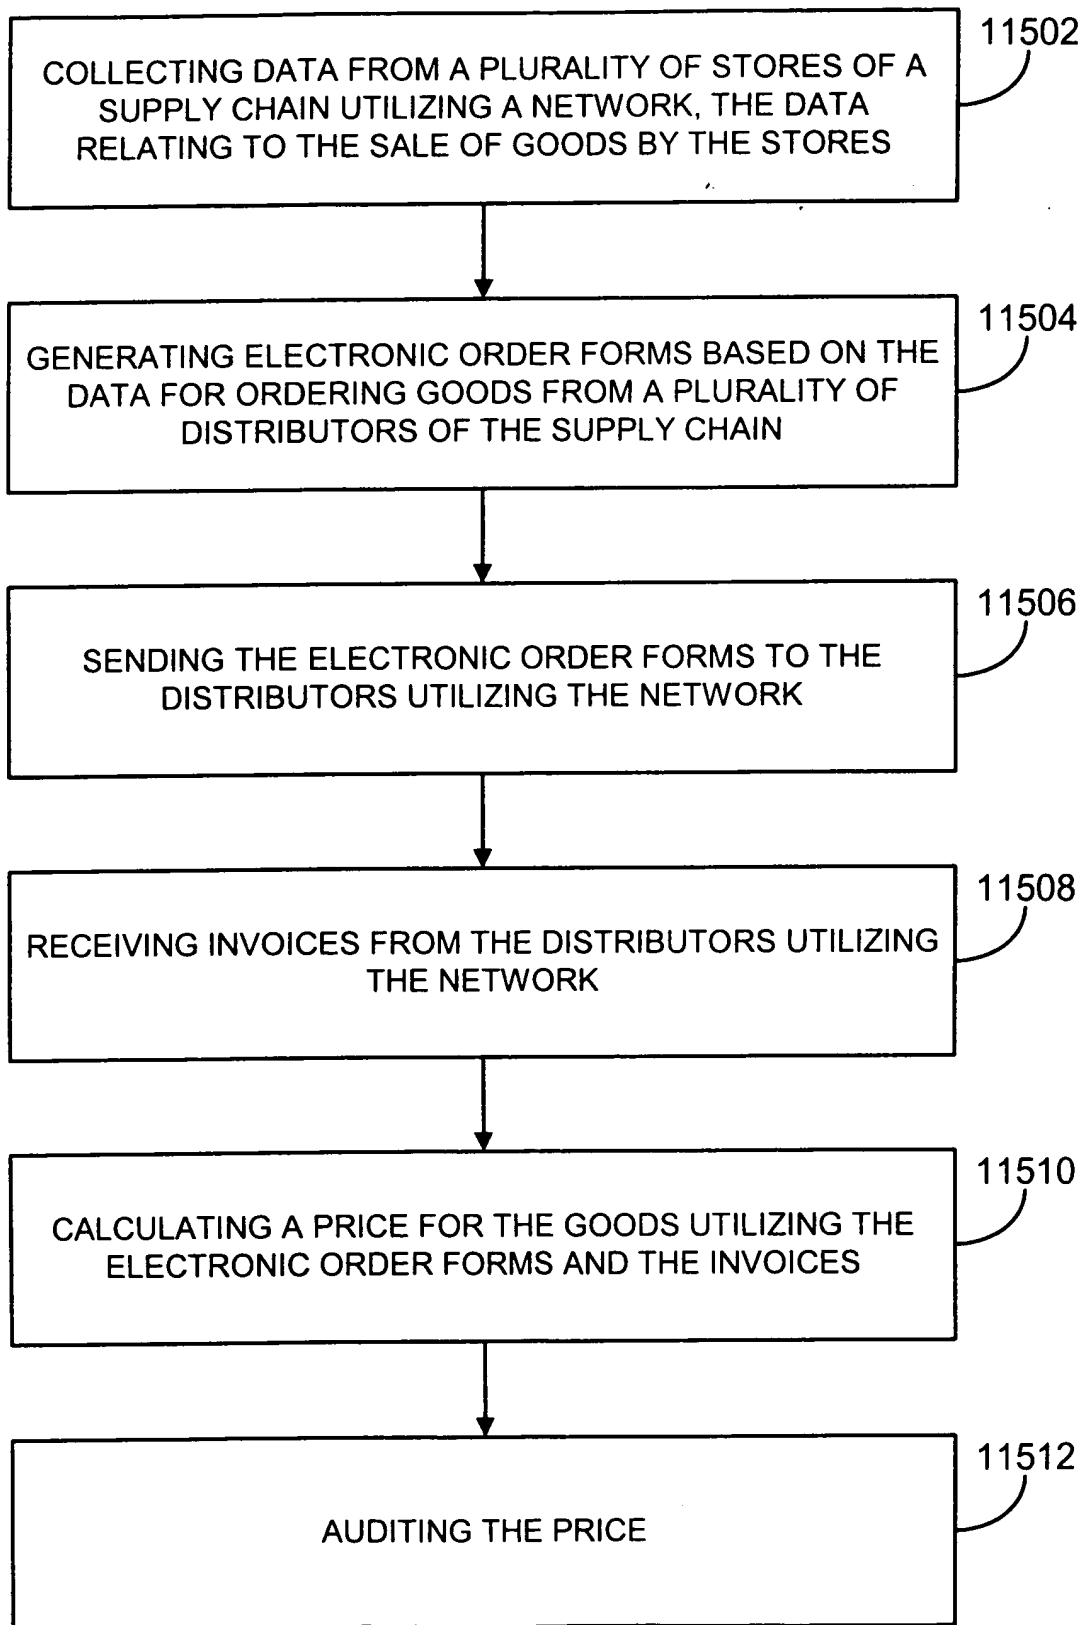 11502
COLLECTING DATA FROM A PLURALITY OF STORES OF A
SUPPLY CHAIN UTILIZING A NETWORK, THE DATA
RELATING TO THE SALE OF GOODS BY THE STORES
11504
GENERATING ELECTRONIC ORDER FORMS BASED ON THE
DATA FOR ORDERING GOODS FROM A PLURALITY OF
DISTRIBUTORS OF THE SUPPLY CHAIN
11506
SENDING THE ELECTRONIC ORDER FORMS TO THE
DISTRIBUTORS UTILIZING THE NETWORK
11508
RECEIVING INVOICES FROM THE DISTRIBUTORS UTILIZING
THE NETWORK
11510
CALCULATING A PRICE FOR THE GOODS UTILIZING THE
ELECTRONIC ORDER FORMS AND THE INVOICES
11512
AUDITING THE PRICE